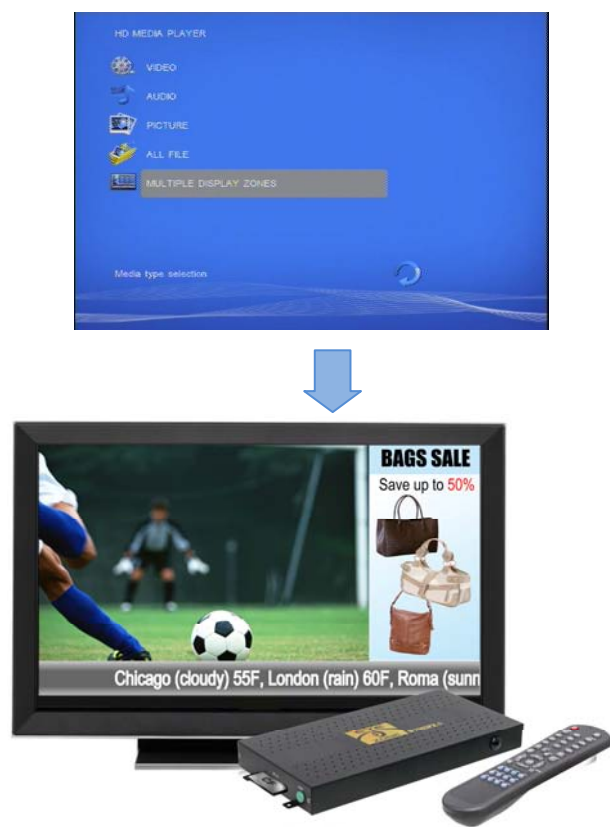 HD MEDIA PLAYER
VIDEO
AUDIO
PICTURE
ALL FILE
MULTIPLE DISPLAY ZONES
Media type selection
BAGS SALE
Save up to 50%
Chicago (cloudy) 55F, London (rain) 60F, Roma (sunn